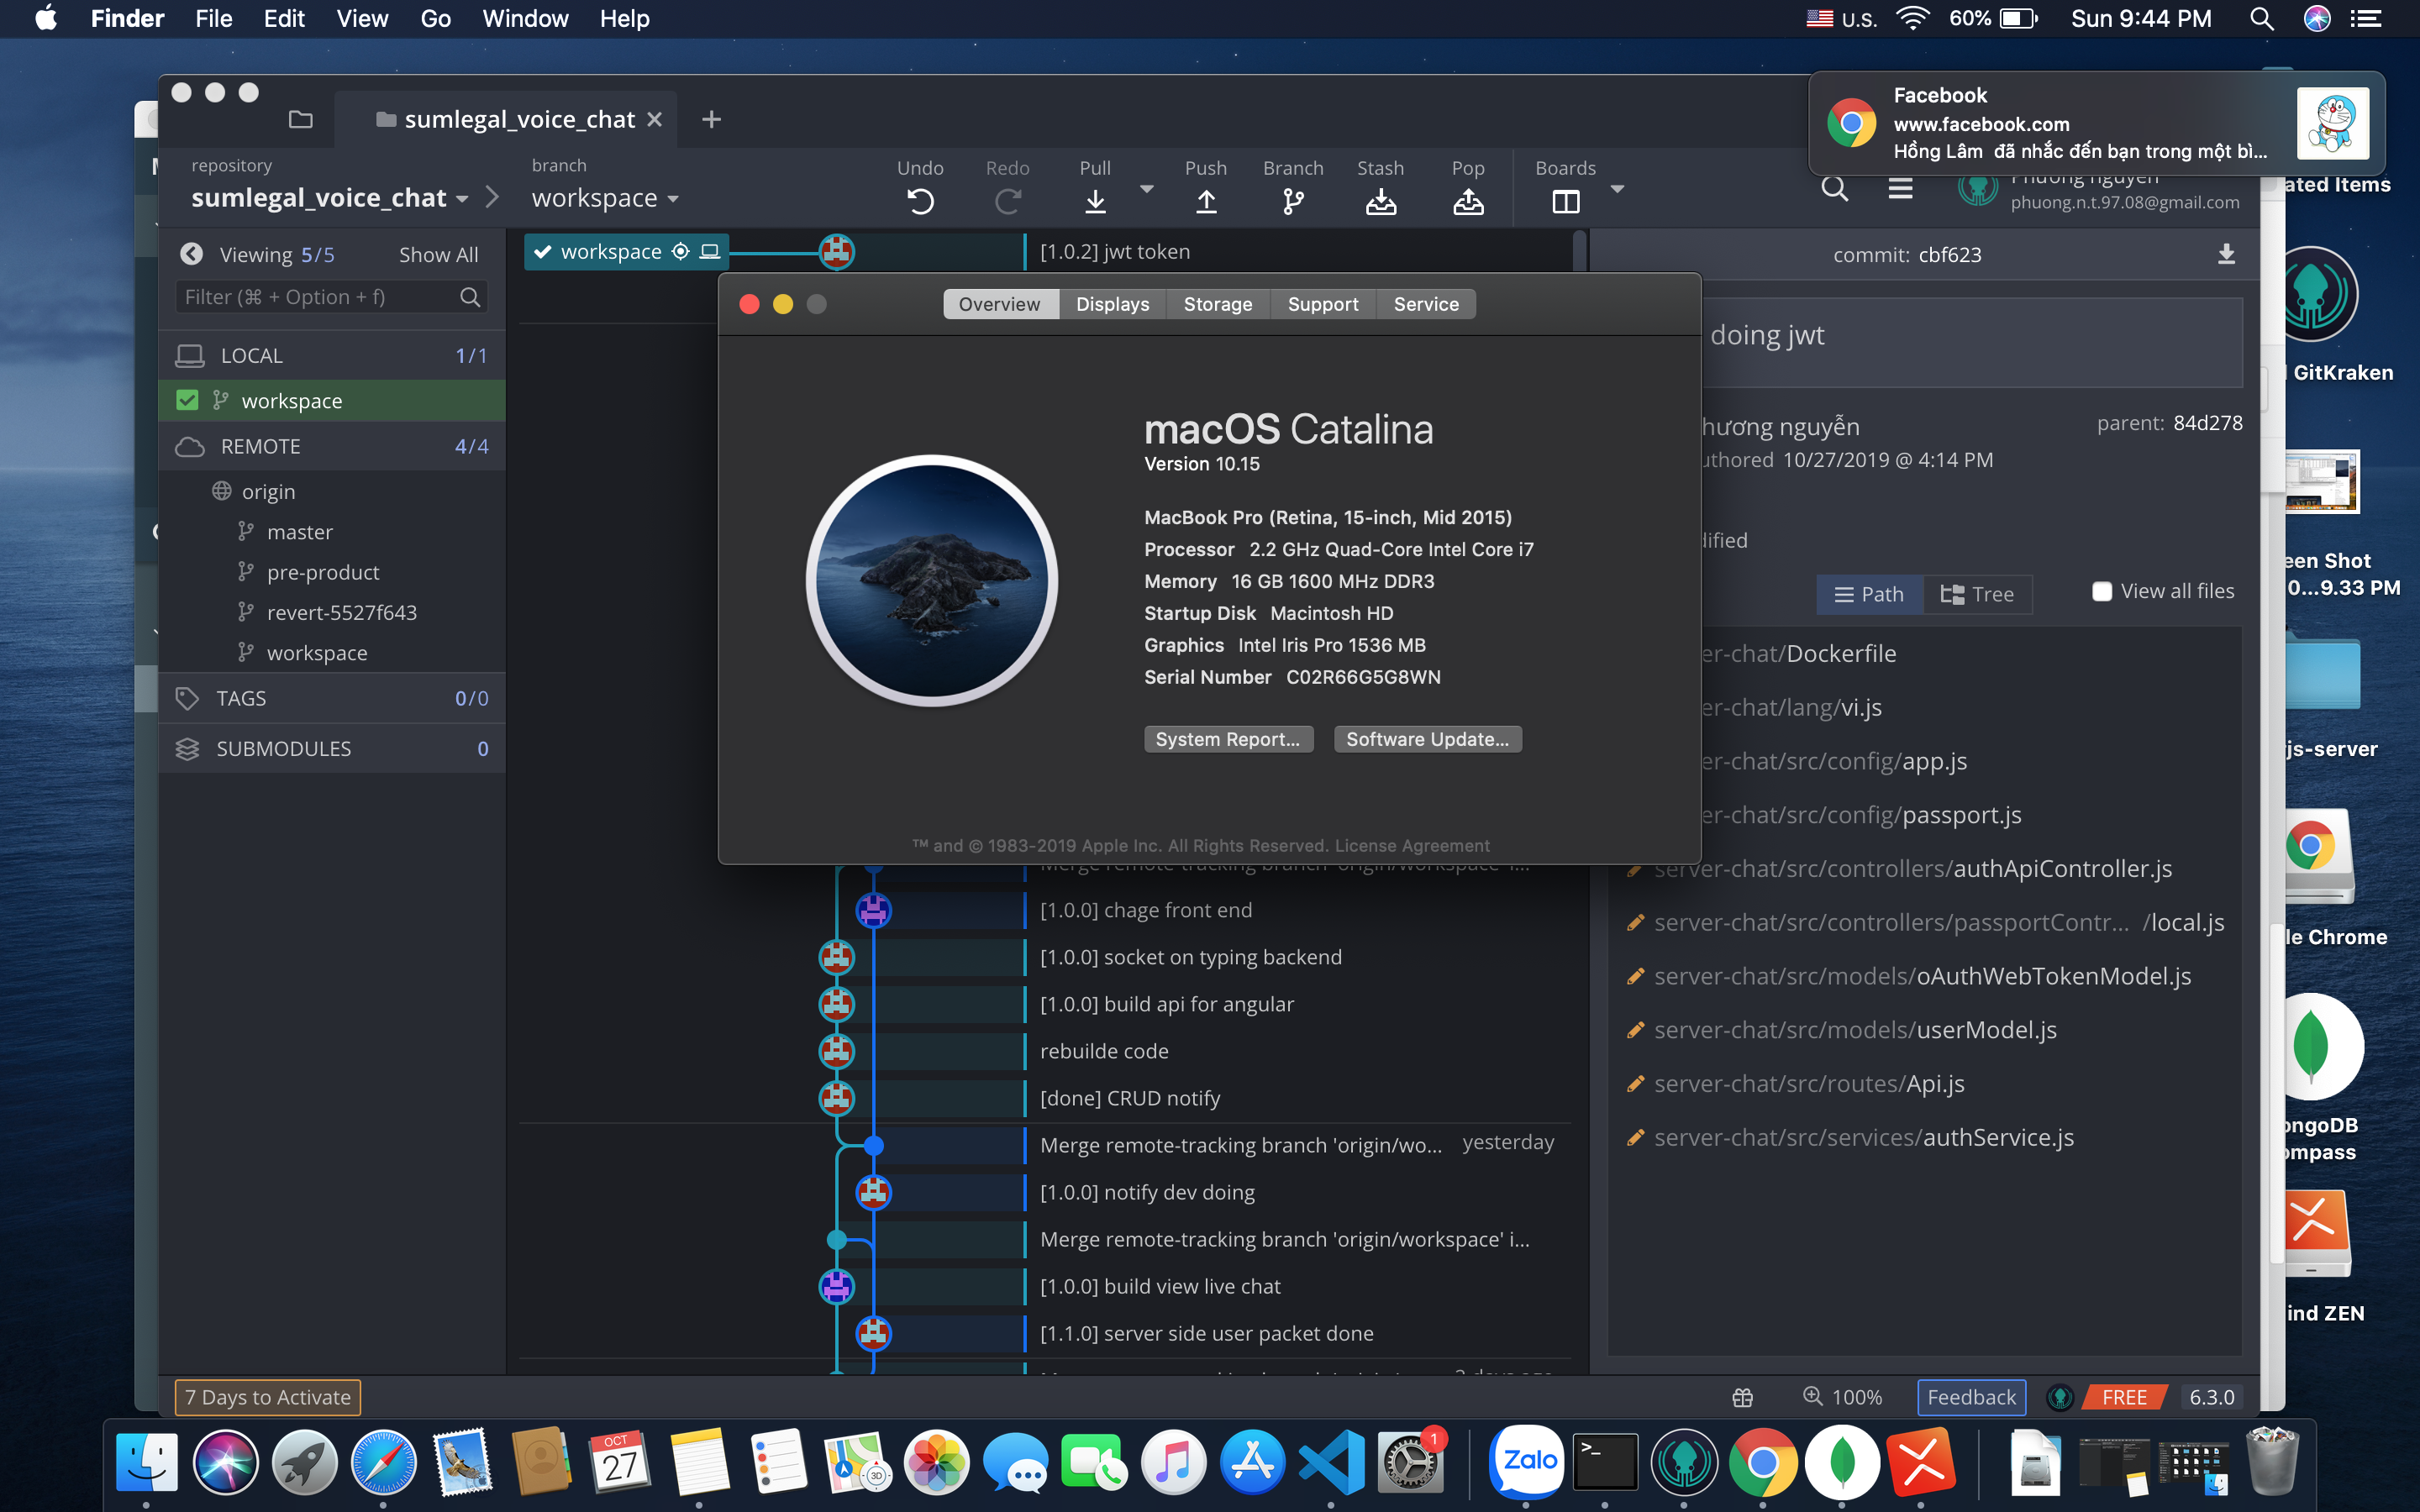 Finder File Edit View Go Window Help
U.S. 60% Sun 9:44 PM
Facebook
www.facebook.com
Hồng Lâm đã nhắc đến bạn trong một bì...
sumlegal_voice_chat
repository
sumlegal_voice_chat
branch
workspace
Undo Redo Pull Push Branch Stash Pop Boards
phuong.n.t.97.08@gmail.com
Viewing 5/5 Show All
Filter (⌘ + Option + f)
LOCAL 1/1
workspace
REMOTE 4/4
origin
master
pre-product
revert-5527f643
workspace
TAGS 0/0
SUBMODULES 0
workspace
[1.0.2] jwt token
Overview Displays Storage Support Service
macOS Catalina
Version 10.15
MacBook Pro (Retina, 15-inch, Mid 2015)
Processor 2.2 GHz Quad-Core Intel Core i7
Memory 16 GB 1600 MHz DDR3
Startup Disk Macintosh HD
Graphics Intel Iris Pro 1536 MB
Serial Number C02R66G5G8WN
System Report... Software Update...
™ and © 1983-2019 Apple Inc. All Rights Reserved. License Agreement
Merge remote-tracking branch 'origin/workspace' i...
[1.0.0] chage front end
[1.0.0] socket on typing backend
[1.0.0] build api for angular
rebuilde code
[done] CRUD notify
Merge remote-tracking branch 'origin/wo... yesterday
[1.0.0] notify dev doing
Merge remote-tracking branch 'origin/workspace' i...
[1.0.0] build view live chat
[1.1.0] server side user packet done
commit: cbf623
doing jwt
hương nguyễn
parent: 84d278
uthored 10/27/2019 @ 4:14 PM
dified
Path Tree View all files
er-chat/Dockerfile
er-chat/lang/vi.js
er-chat/src/config/app.js
er-chat/src/config/passport.js
server-chat/src/controllers/authApiController.js
server-chat/src/controllers/passportContr... /local.js
server-chat/src/models/oAuthWebTokenModel.js
server-chat/src/models/userModel.js
server-chat/src/routes/Api.js
server-chat/src/services/authService.js
ated Items
GitKraken
een Shot
0...9.33 PM
js-server
le Chrome
ongoDB
ompass
ind ZEN
7 Days to Activate
100% Feedback FREE 6.3.0
OCT
27
3D
1
Zalo
>_